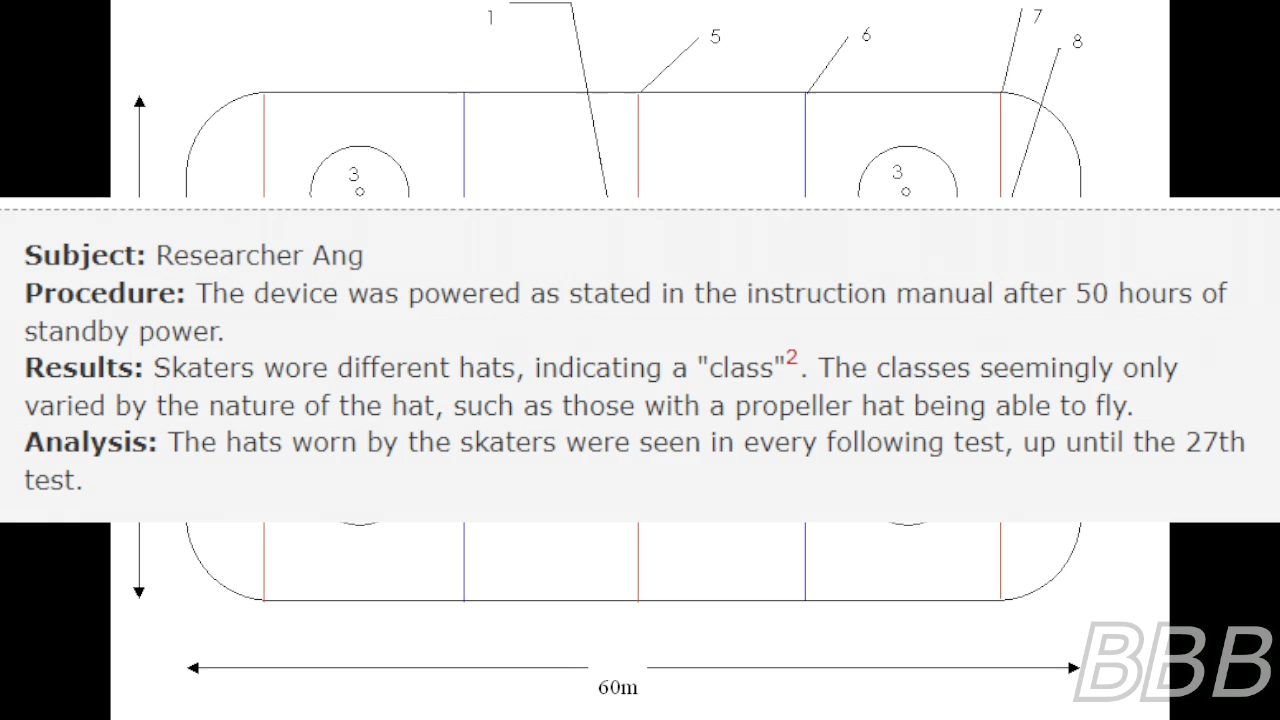 1
5
6
7
8
3
3
Subject: Researcher Ang
Procedure: The device was powered as stated in the instruction manual after 50 hours of
standby power.
Results: Skaters wore different hats, indicating a "class"2. The classes seemingly only
varied by the nature of the hat, such as those with a propeller hat being able to fly.
Analysis: The hats worn by the skaters were seen in every following test, up until the 27th
test.
60m
BBB